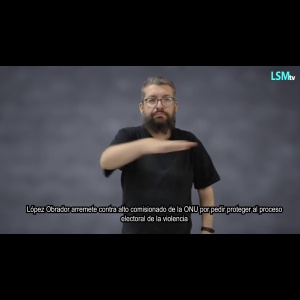 LSMtv
López Obrador arremete contra alto comisionado de la ONU por pedir proteger al proceso
electoral de la violencia